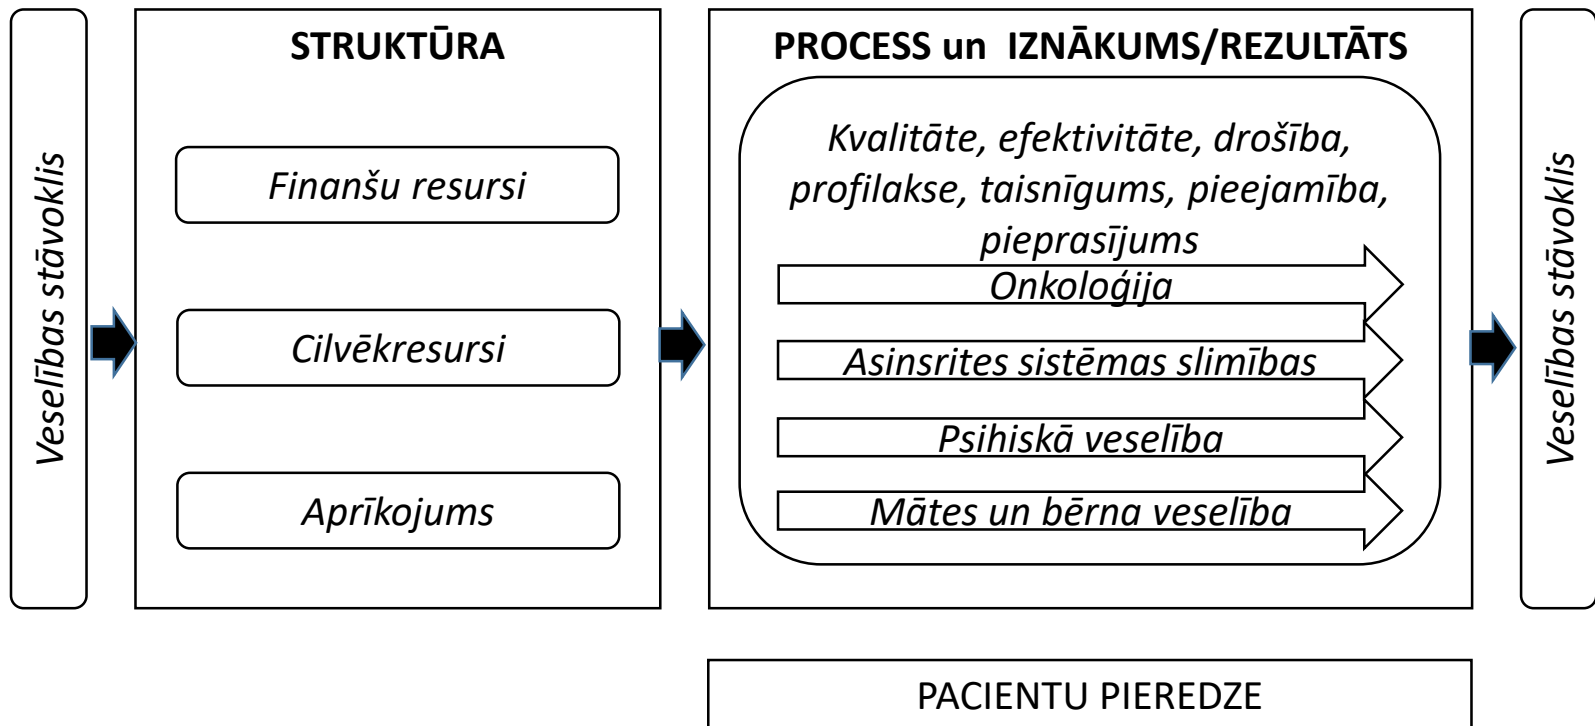 Veselības stāvoklis
STRUKTŪRA
Finanšu resursi
Cilvēkresursi
Aprīkojums
PROCESS un IZNĀKUMS/REZULTĀTS
Kvalitāte, efektivitāte, drošība,
profilakse, taisnīgums, pieejamība,
pieprasījums
Onkoloģija
Asinsrites sistēmas slimības
Psihiskā veselība
Mātes un bērna veselība
Veselības stāvoklis
PACIENTU PIEREDZE